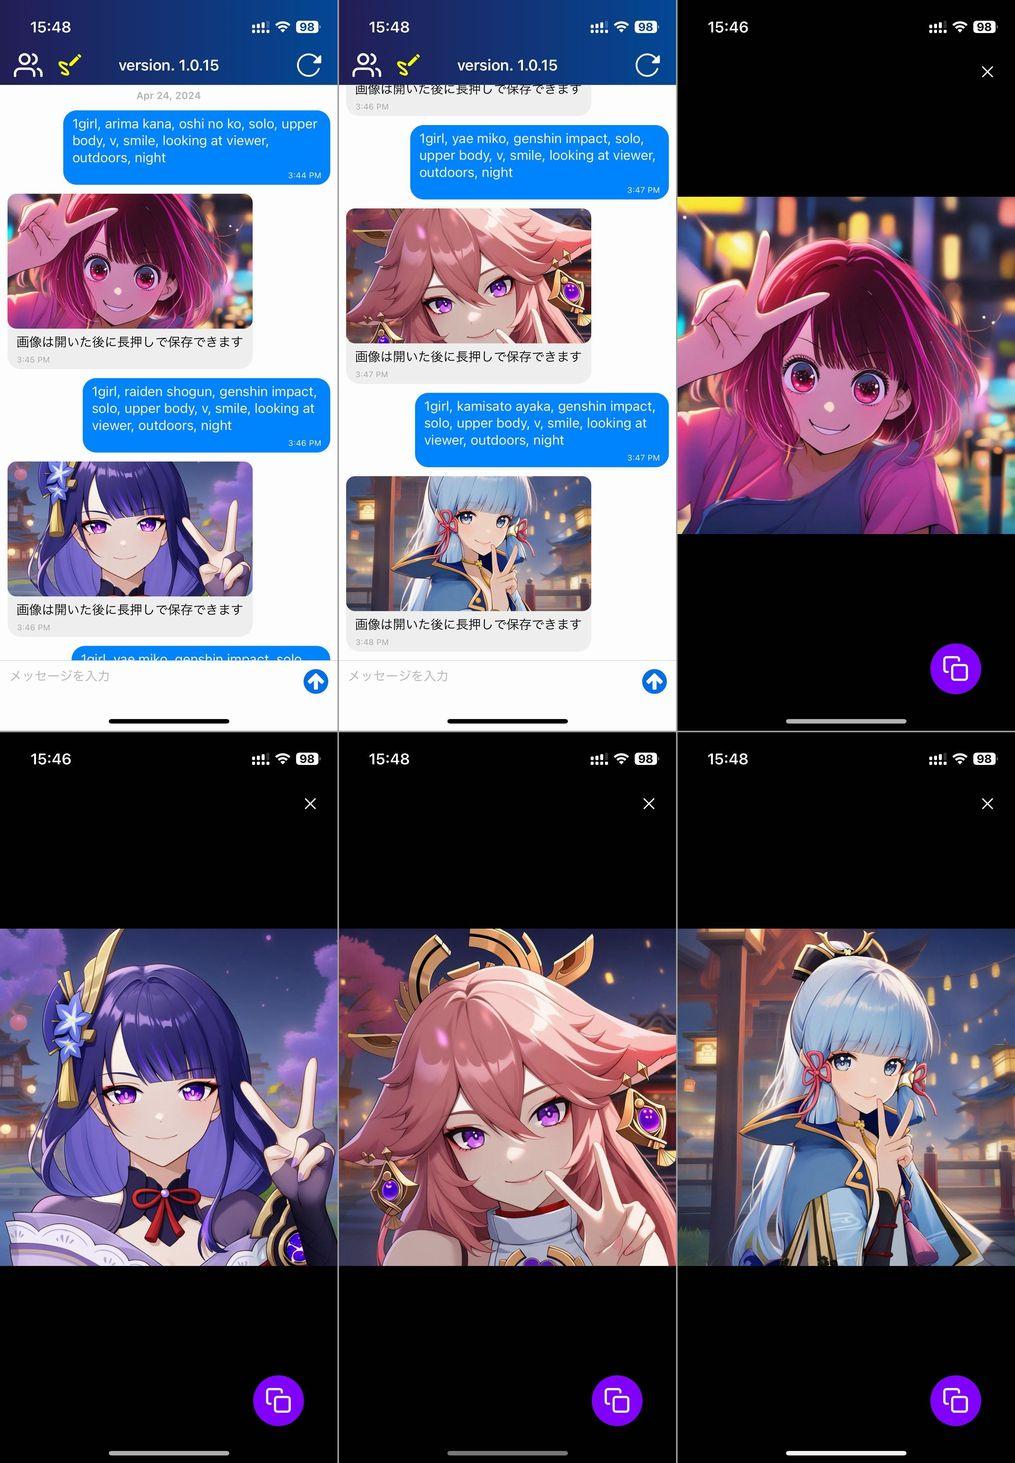 15:48
98
version. 1.0.15
Apr 24, 2024
1girl, arima kana, oshi no ko, solo, upper
body, v, smile, looking at viewer,
outdoors, night
3:44 PM
画像は開いた後に長押しで保存できます
3:45 PM
1girl, raiden shogun, genshin impact,
solo, upper body, v, smile, looking at
viewer, outdoors, night
3:46 PM
画像は開いた後に長押しで保存できます
3:46 PM
1girl, yae miko, genshin impact, solo,
メッセージを入力
15:48
98
version. 1.0.15
画像は開いた後に長押しで保存できます
3:46 PM
1girl, yae miko, genshin impact, solo,
upper body, v, smile, looking at viewer,
outdoors, night
3:47 PM
画像は開いた後に長押しで保存できます
3:47 PM
1girl, kamisato ayaka, genshin impact,
solo, upper body, v, smile, looking at
viewer, outdoors, night
3:47 PM
画像は開いた後に長押しで保存できます
3:48 PM
メッセージを入力
15:46
98
15:46
98
15:48
98
15:48
98